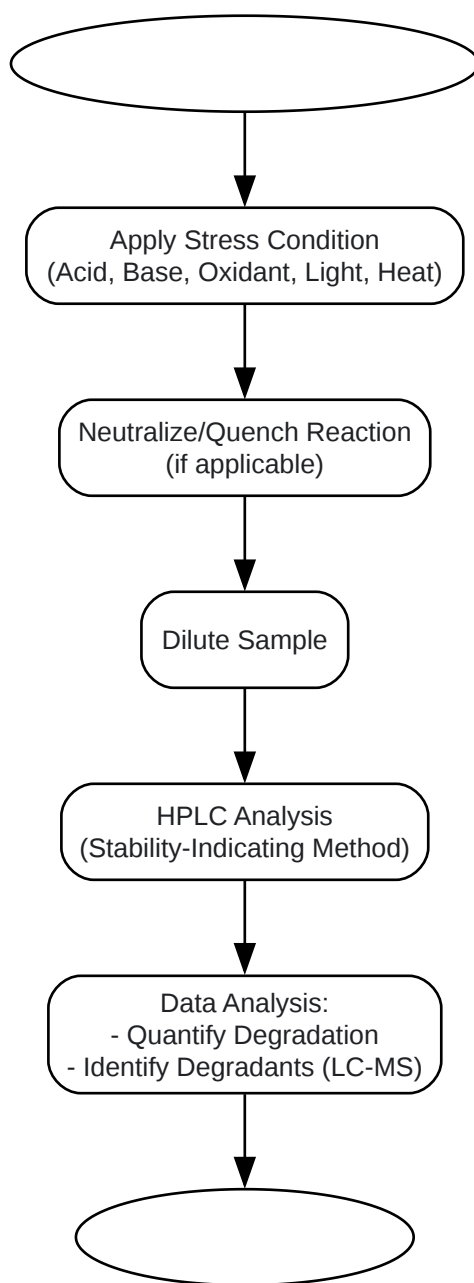 Apply Stress Condition
(Acid, Base, Oxidant, Light, Heat)
Neutralize/Quench Reaction
(if applicable)
Dilute Sample
HPLC Analysis
(Stability-Indicating Method)
Data Analysis:
- Quantify Degradation
- Identify Degradants (LC-MS)